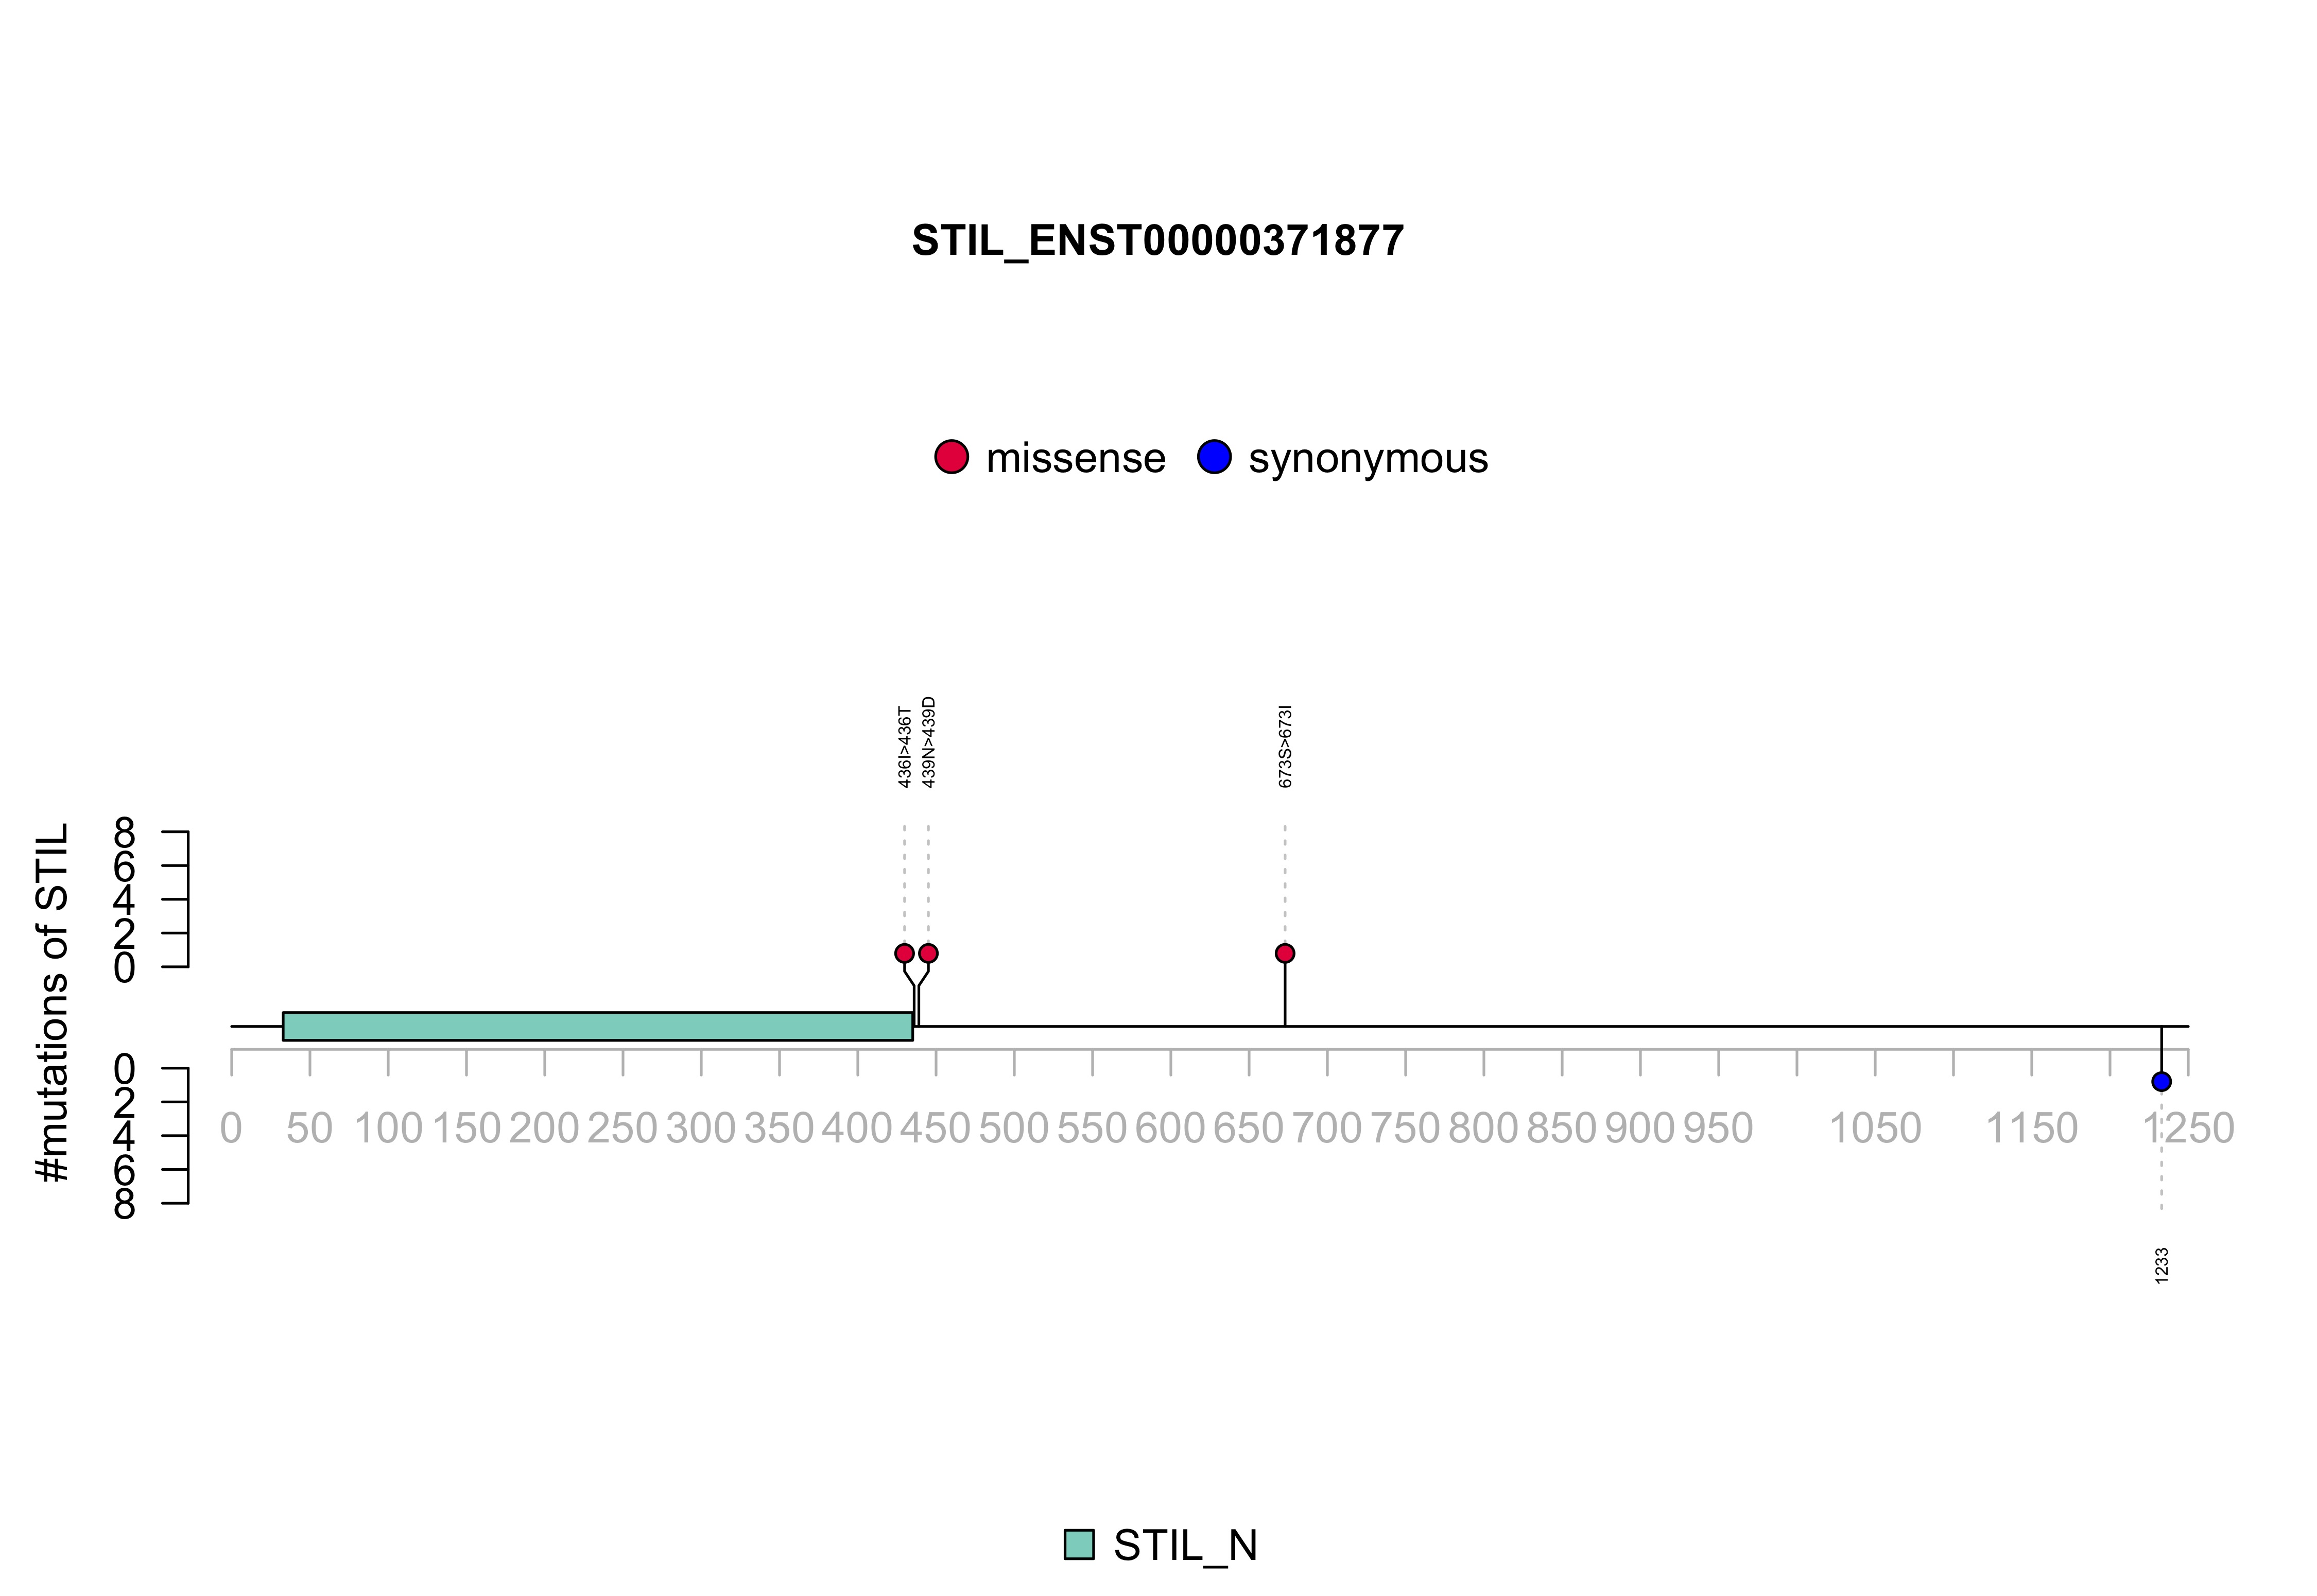 STIL_ENST00000371877
missense synonymous
436I>436T
439N>439D
673S>673I
#mutations of STIL
8
6
4
2
0
0
2
4
6
8
0 50 100 150 200 250 300 350 400 450 500 550 600 650 700 750 800 850 900 950 1050 1150 1250
1233
STIL_N